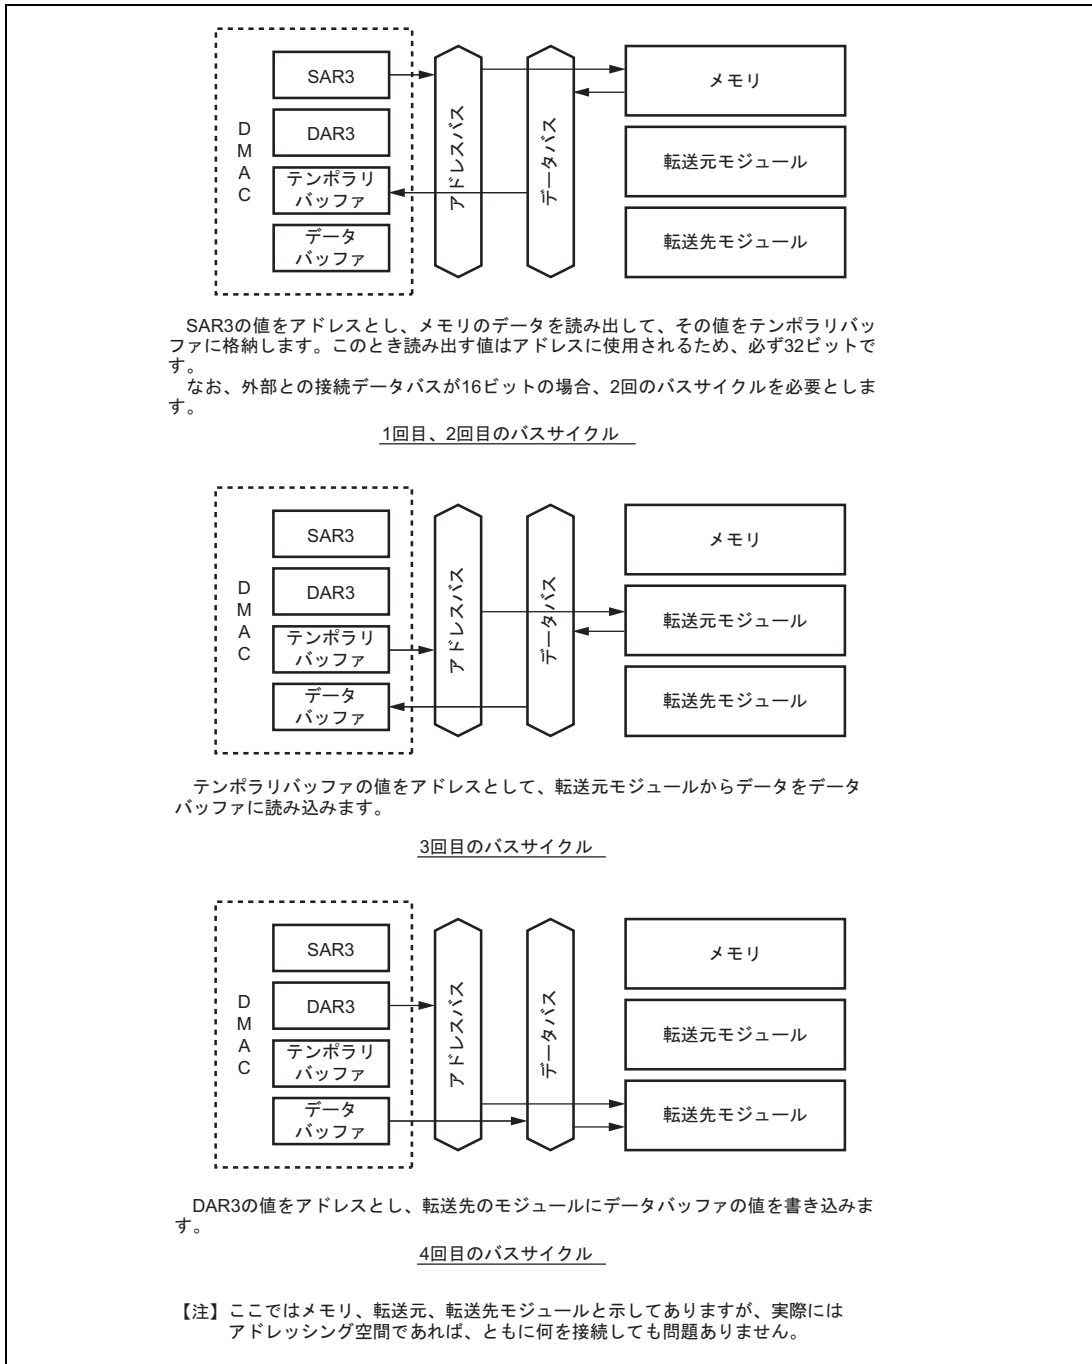 SAR3
DAR3
テンポラリ
バッファ
データ
バッファ
D
M
A
C
アドレスバス
データバス
メモリ
転送元モジュール
転送先モジュール
SAR3の値をアドレスとし、メモリのデータを読み出して、その値をテンポラリバッ
ファに格納します。このとき読み出す値はアドレスに使用されるため、必ず32ビットで
す。
なお、外部との接続データバスが16ビットの場合、2回のバスサイクルを必要としま
す。
1回目、2回目のバスサイクル
SAR3
DAR3
テンポラリ
バッファ
データ
バッファ
D
M
A
C
アドレスバス
データバス
メモリ
転送元モジュール
転送先モジュール
テンポラリバッファの値をアドレスとして、転送元モジュールからデータをデータ
バッファに読み込みます。
3回目のバスサイクル
SAR3
DAR3
テンポラリ
バッファ
データ
バッファ
D
M
A
C
アドレスバス
データバス
メモリ
転送元モジュール
転送先モジュール
DAR3の値をアドレスとし、転送先のモジュールにデータバッファの値を書き込みま
す。
4回目のバスサイクル
【注】ここではメモリ、転送元、転送先モジュールと示してありますが、実際には
アドレッシング空間であれば、ともに何を接続しても問題ありません。